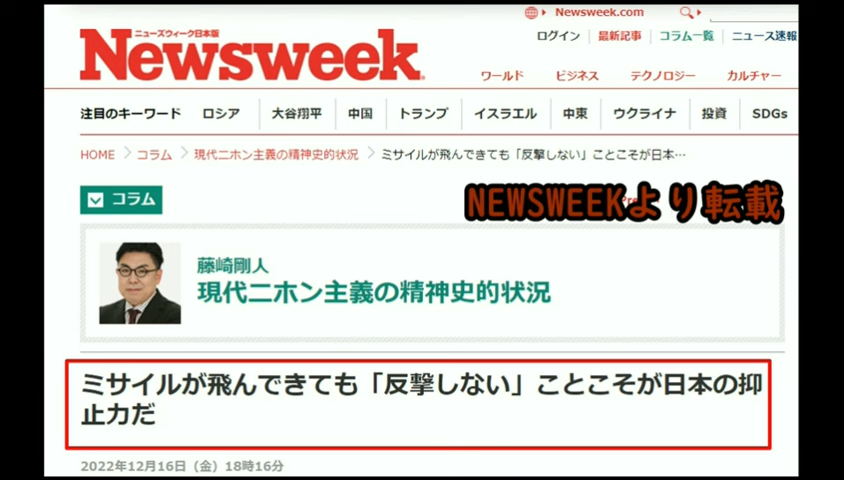 Newsweek.com
ニューズウィーク日本版
Newsweek
ログイン 最新記事 コラム一覧 ニュース速報
ワールド ビジネス テクノロジー カルチャー
注目のキーワード ロシア 大谷翔平 中国 トランプ イスラエル 中東 ウクライナ 投資 SDGs
HOME コラム 現代ニホン主義の精神史的状況 ミサイルが飛んできても「反撃しない」ことこそが日本…
コラム
NEWSWEEKより転載
藤崎剛人
現代ニホン主義の精神史的状況
ミサイルが飛んできても「反撃しない」ことこそが日本の抑
止力だ
2022年12月16日（金）18時16分